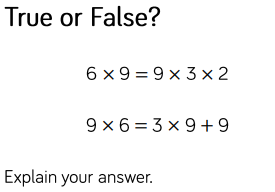 True or False?
6 × 9 = 9 × 3 × 2
9 × 6 = 3 × 9 + 9
Explain your answer.